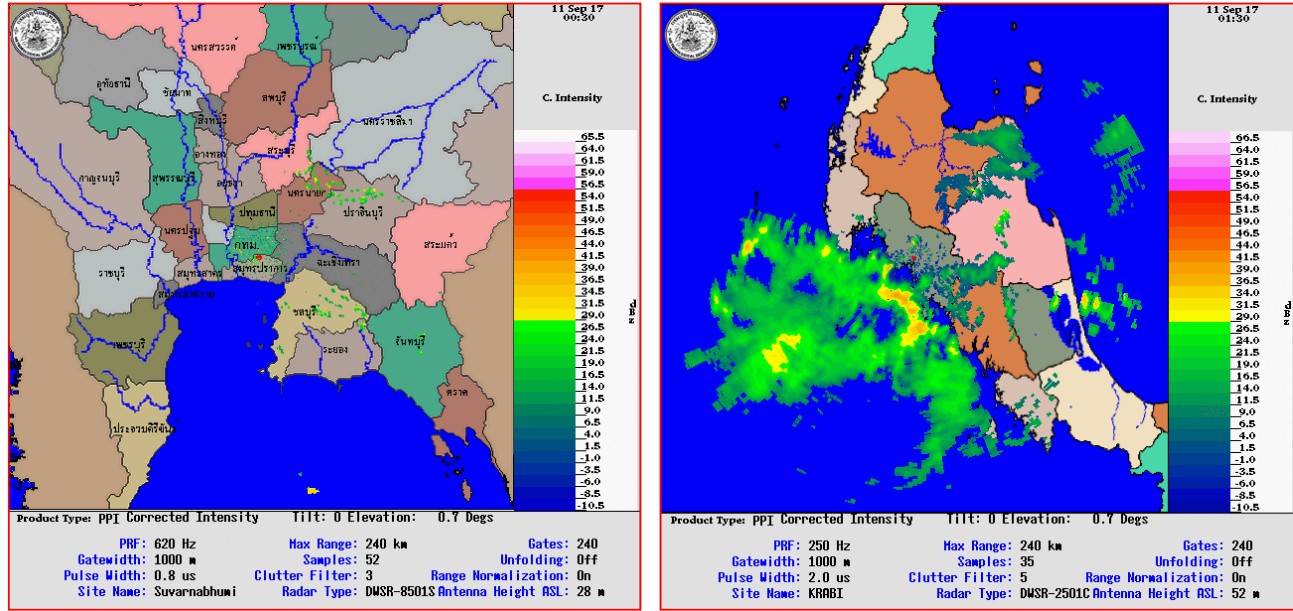 11 Sep 17
00:30
C. Intensity
65.5
64.0
61.5
59.0
56.5
54.0
51.5
49.0
46.5
44.0
41.5
39.0
36.5
34.0
31.5
29.0
26.5
24.0
21.5
19.0
16.5
14.0
11.5
9.0
6.5
4.0
1.5
-1.0
-3.5
-6.0
-8.5
-10.5
นครสวรรค์
เพชรบูรณ์
อุทัยธานี
ชัยนาท
ลพบุรี
สิงห์บุรี
นครราชสีมา
อ่างทอง
สระบุรี
กาญจนบุรี
สุพรรณบุรี
อยุธยา
นครนายก
ปราจีนบุรี
ปทุมธานี
นครปฐม
กทม.
สระแก้ว
ราชบุรี
สมุทรสาคร
สมุทรปราการ
ฉะเชิงเทรา
สมุทรสงคราม
ชลบุรี
เพชรบุรี
ระยอง
จันทบุรี
ตราด
ประจวบคีรีขันธ์
Product Type: PPI Corrected Intensity Tilt: 0 Elevation: 0.7 Degs
PRF: 620 Hz Max Range: 240 km Gates: 240
Gatewidth: 1000 m Samples: 52 Unfolding: Off
Pulse Width: 0.8 us Clutter Filter: 3 Range Normalization: On
Site Name: Suvarnabhumi Radar Type: DWSR-8501S Antenna Height ASL: 28 m
11 Sep 17
01:30
C. Intensity
66.5
64.0
61.5
59.0
56.5
54.0
51.5
49.0
46.5
44.0
41.5
39.0
36.5
34.0
31.5
29.0
26.5
24.0
21.5
19.0
16.5
14.0
11.5
9.0
6.5
4.0
1.5
-1.0
-3.5
-6.0
-8.5
-10.5
Product Type: PPI Corrected Intensity Tilt: 0 Elevation: 0.7 Degs
PRF: 250 Hz Max Range: 240 km Gates: 240
Gatewidth: 1000 m Samples: 35 Unfolding: Off
Pulse Width: 2.0 us Clutter Filter: 5 Range Normalization: On
Site Name: KRABI Radar Type: DWSR-2501C Antenna Height ASL: 52 m